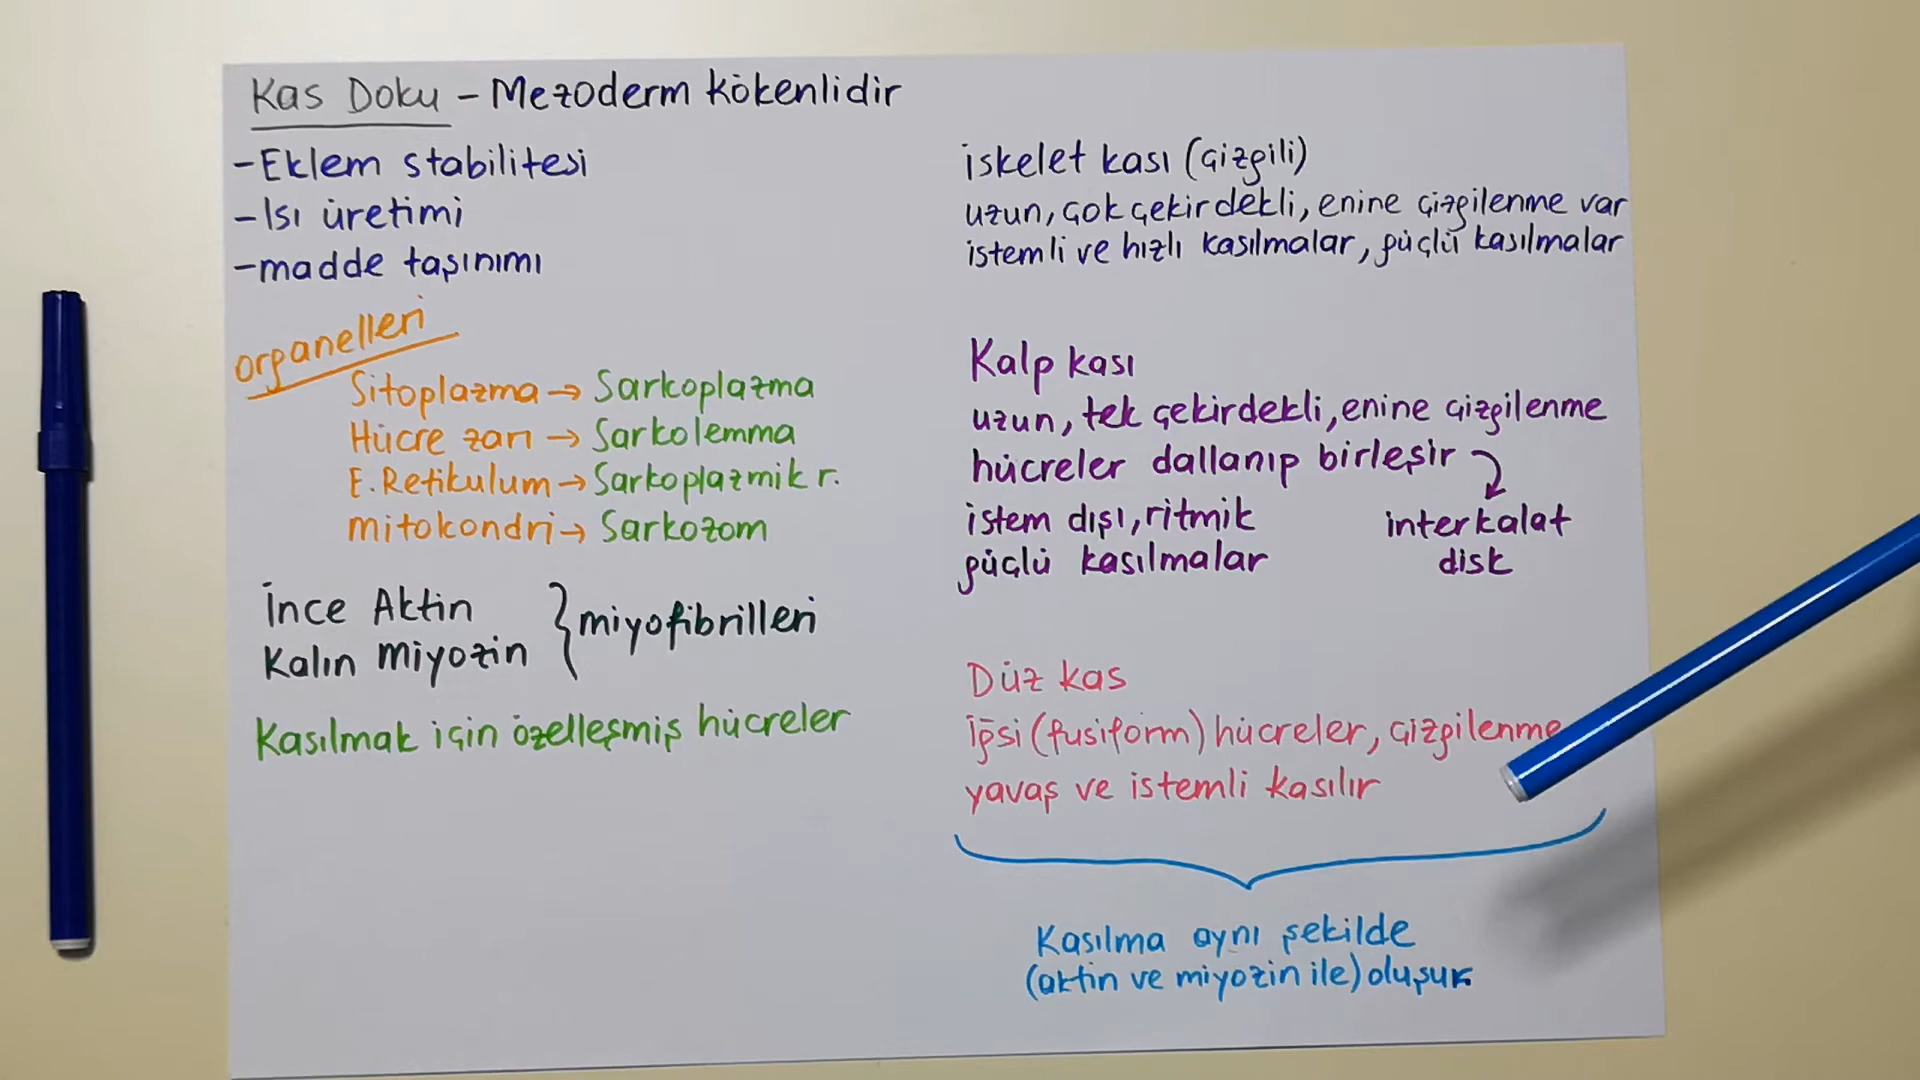 Kas Doku - Mezoderm kökenlidir
- Eklem stabilitesi
- Isı üretimi
- madde taşınımı
organelleri
Sitoplazma → Sarkoplazma
Hücre zarı → Sarkolemma
E. Retikulum → Sarkoplazmik r.
mitokondri → Sarkozom
İnce Aktin
Kalın miyozin } miyofibrilleri
Kasılmak için özelleşmiş hücreler
iskelet kası (çizgili)
uzun, çok çekirdekli, enine çizgilenme var
istemli ve hızlı kasılmalar, güçlü kasılmalar
Kalp kası
uzun, tek çekirdekli, enine çizgilenme
hücreler dallanıp birleşir
interkalat
disk
istem dışı, ritmik
güçlü kasılmalar
Düz kas
İğsi (fusiform) hücreler, çizgilenme
yavaş ve istemli kasılır
Kasılma aynı şekilde
(aktin ve miyozin ile) oluşur.